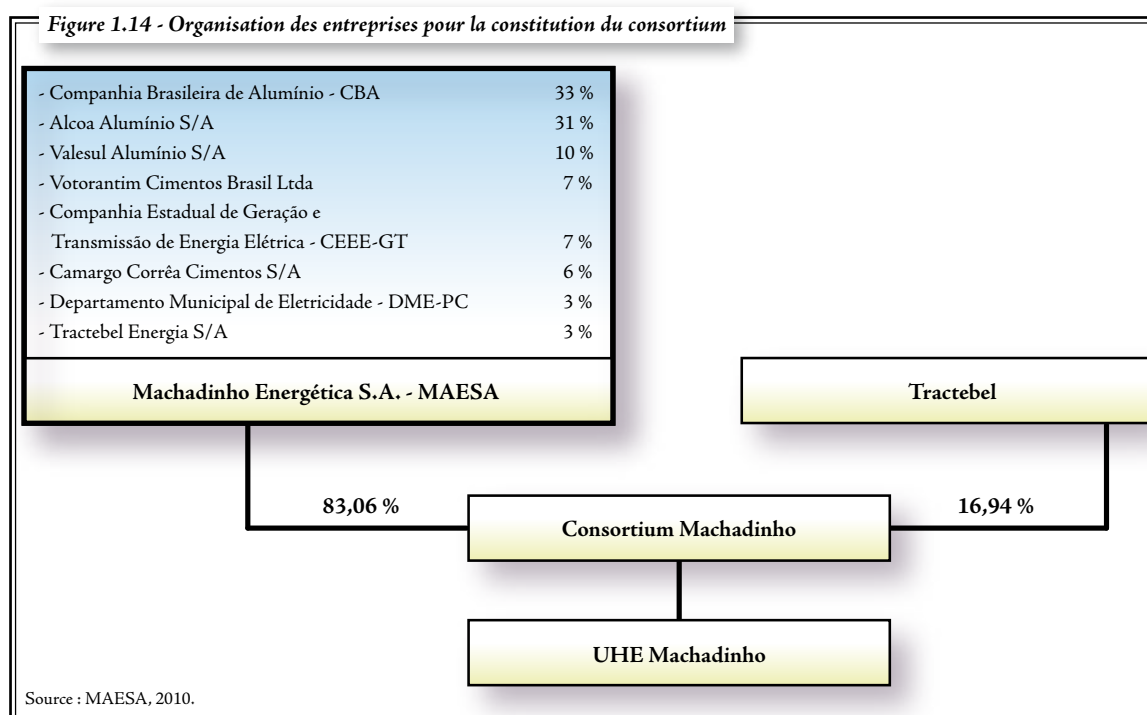 Figure 1.14 - Organisation des entreprises pour la constitution du consortium
- Companhia Brasileira de Alumínio - CBA 33 %
- Alcoa Alumínio S/A 31 %
- Valesul Alumínio S/A 10 %
- Votorantim Cimentos Brasil Ltda 7 %
- Companhia Estadual de Geração e
Transmissão de Energia Elétrica - CEEE-GT 7 %
- Camargo Corrêa Cimentos S/A 6 %
- Departamento Municipal de Eletricidade - DME-PC 3 %
- Tractebel Energia S/A 3 %
Machadinho Energética S.A. - MAESA
Tractebel
83,06 %
16,94 %
Consortium Machadinho
UHE Machadinho
Source : MAESA, 2010.